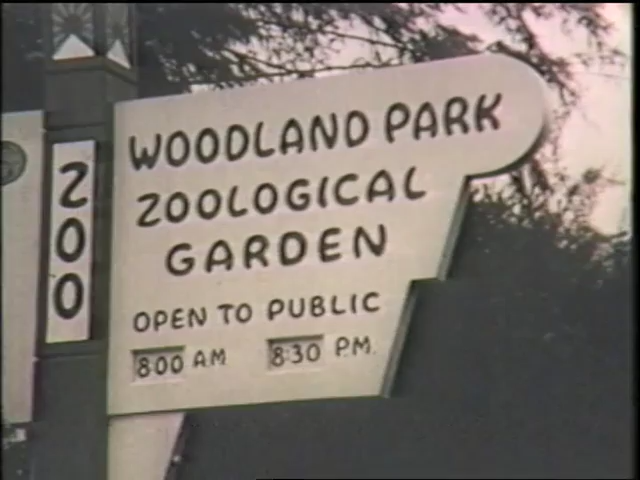 ZOO
WOODLAND PARK
ZOOLOGICAL
GARDEN
OPEN TO PUBLIC
8:00 AM 8:30 P.M.